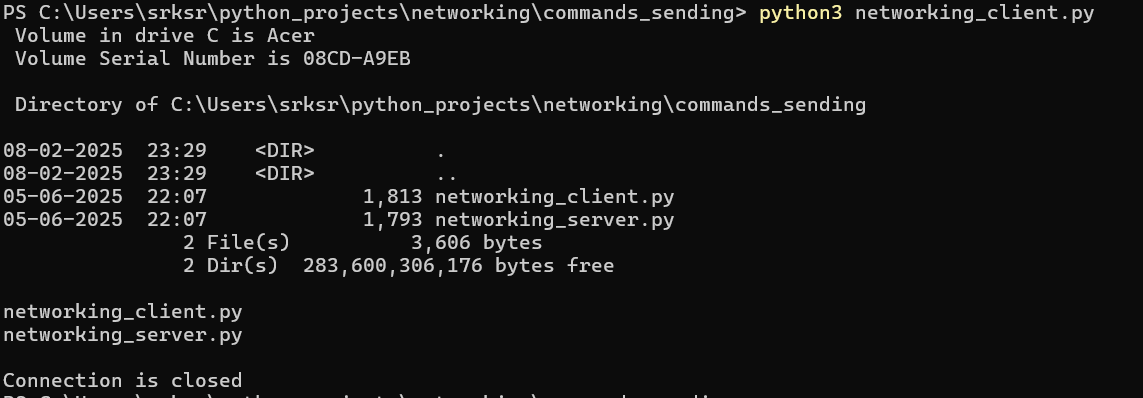 PS C:\Users\srksr\python_projects\networking\commands_sending> python3 networking_client.py
 Volume in drive C is Acer
 Volume Serial Number is 08CD-A9EB

 Directory of C:\Users\srksr\python_projects\networking\commands_sending

08-02-2025  23:29    <DIR>          .
08-02-2025  23:29    <DIR>          ..
05-06-2025  22:07             1,813 networking_client.py
05-06-2025  22:07             1,793 networking_server.py
               2 File(s)          3,606 bytes
               2 Dir(s)  283,600,306,176 bytes free

networking_client.py
networking_server.py

Connection is closed